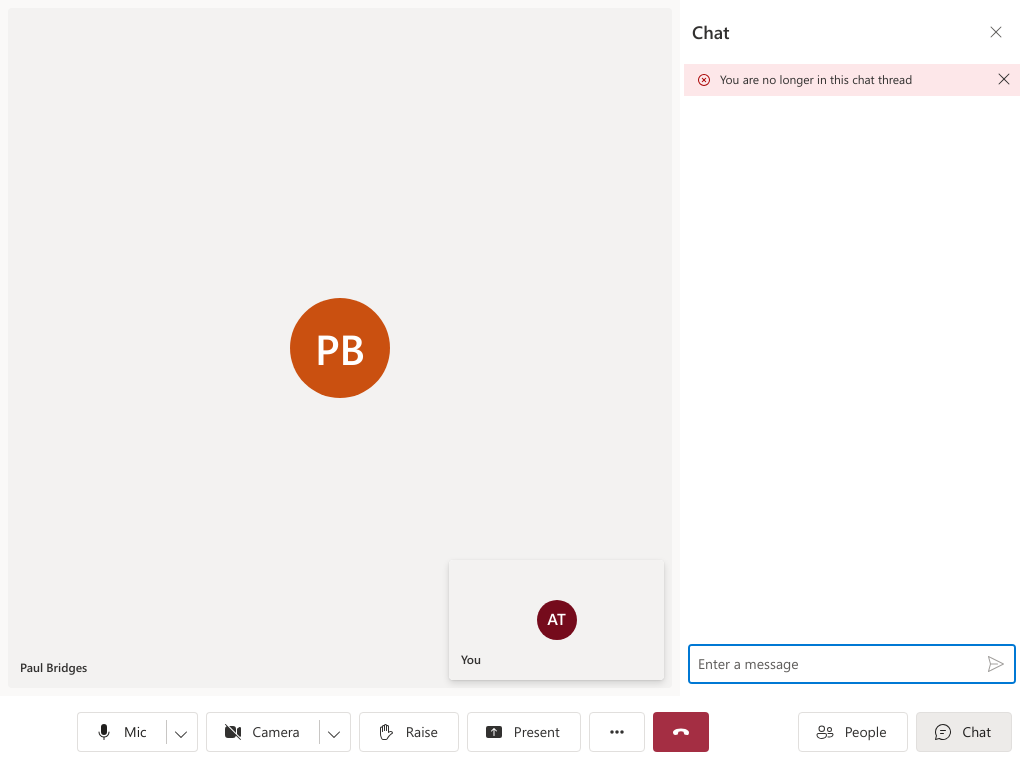 Chat
You are no longer in this chat thread
PB
AT
You
Paul Bridges
Enter a message
Mic
Camera
Raise
Present
People
Chat